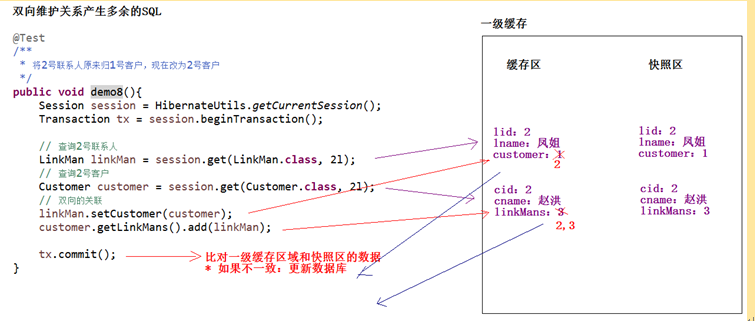 双向维护关系产生多余的SQL
@Test
/**
 * 将2号联系人原来归1号客户，现在改为2号客户
 */
public void demo8(){
Session session = HibernateUtils.getCurrentSession();
Transaction tx = session.beginTransaction();
// 查询2号联系人
LinkMan linkMan = session.get(LinkMan.class, 2l);
// 查询2号客户
Customer customer = session.get(Customer.class, 2l);
// 双向的关联
linkMan.setCustomer(customer);
customer.getLinkMans().add(linkMan);
tx.commit();
}
比对一级缓存区域和快照区的数据
* 如果不一致：更新数据库
一级缓存
缓存区
lid：2
lname：凤姐
customer：1
2
cid：2
cname：赵洪
linkMans：3
2,3
快照区
lid：2
lname：凤姐
customer：1
cid：2
cname：赵洪
linkMans：3